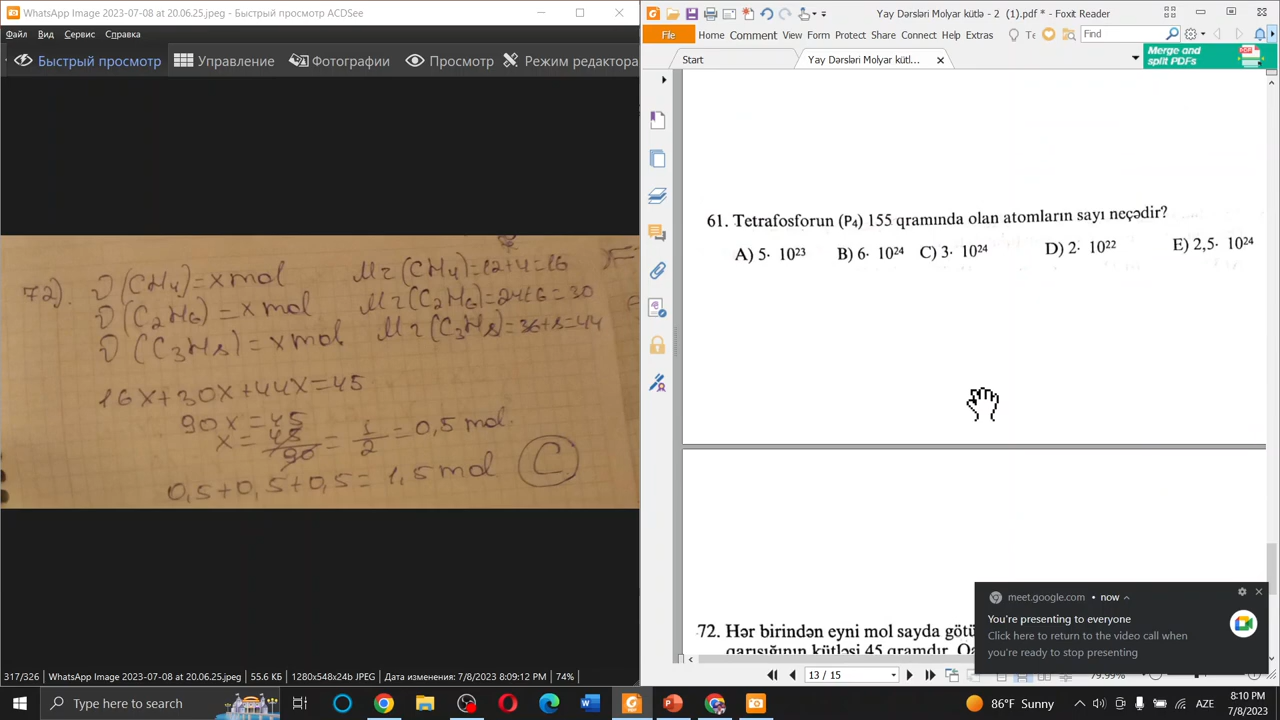 WhatsApp Image 2023-07-08 at 20.06.25.jpeg - Быстрый просмотр ACDSee
Файл Вид Сервис Справка
Быстрый просмотр Управление Фотографии Просмотр Режим редактора
72). ν(CH₄) = x mol Mr(CH₄)=12+4=16
ν(C₂H₆) = x mol Mr(C₂H₆)=24+6=30
ν(C₃H₈) = x mol Mr(C₃H₈)=36+8=44
16x+30x+44x=45
90x=45
x=45/90=1/2=0,5 mol.
0,5+0,5+0,5=1,5 mol C
317/326 WhatsApp Image 2023-07-08 at 20.06.25.jpeg 55.6KB 1280x548x24b JPEG Дата изменения: 7/8/2023 8:09:12 PM 74%
Yay Dərsləri Molyar kütlə - 2 (1).pdf * - Foxit Reader
File Home Comment View Form Protect Share Connect Help Extras Find
Start Yay Dərsləri Molyar kütl... Merge and
split PDFs
61. Tetrafosforun (P₄) 155 qramında olan atomların sayı neçədir?
A) 5· 10²³ B) 6· 10²⁴ C) 3· 10²⁴ D) 2· 10²² E) 2,5· 10²⁴
72. Hər birindən eyni mol sayda götü
qarışığının kütləsi 45 qramdır. Qa
meet.google.com • now
You're presenting to everyone
Click here to return to the video call when
you're ready to stop presenting
13 / 15 79.99%
Type here to search 86°F Sunny AZE 8:10 PM
7/8/2023